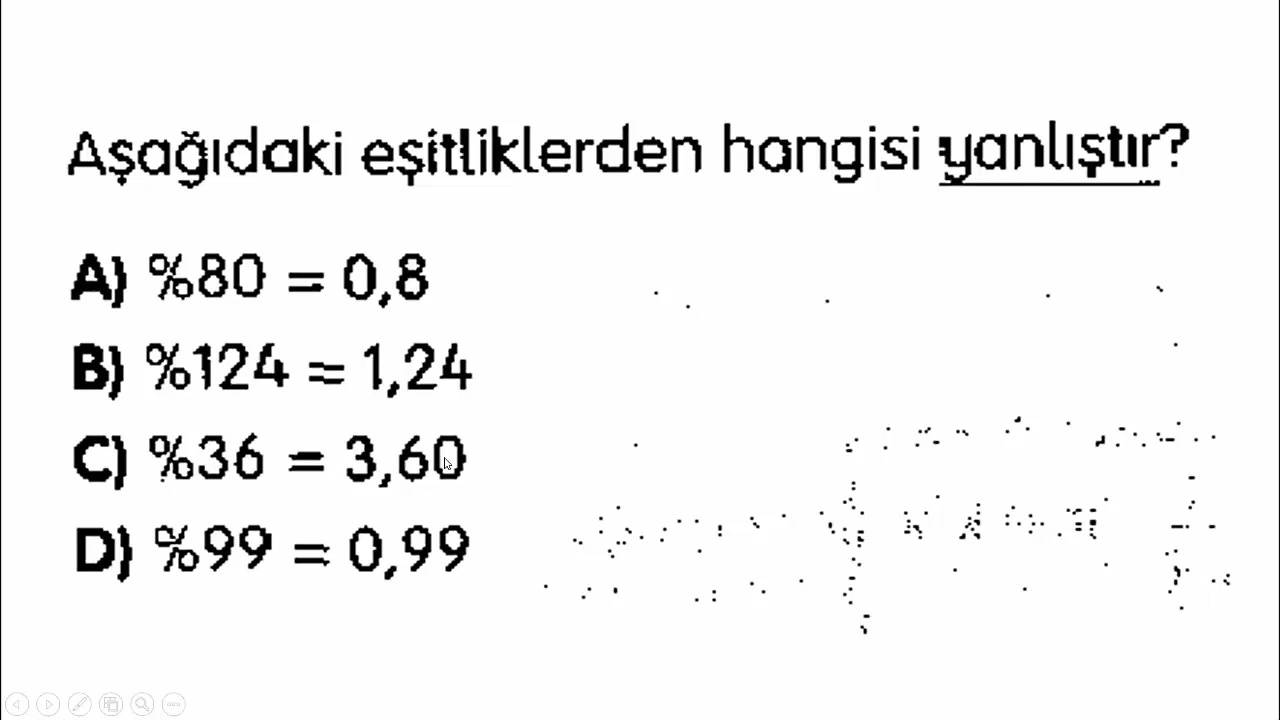 Aşağıdaki eşitliklerden hangisi yanlıştır?
A) %80 = 0,8
B) %124 = 1,24
C) %36 = 3,60
D) %99 = 0,99